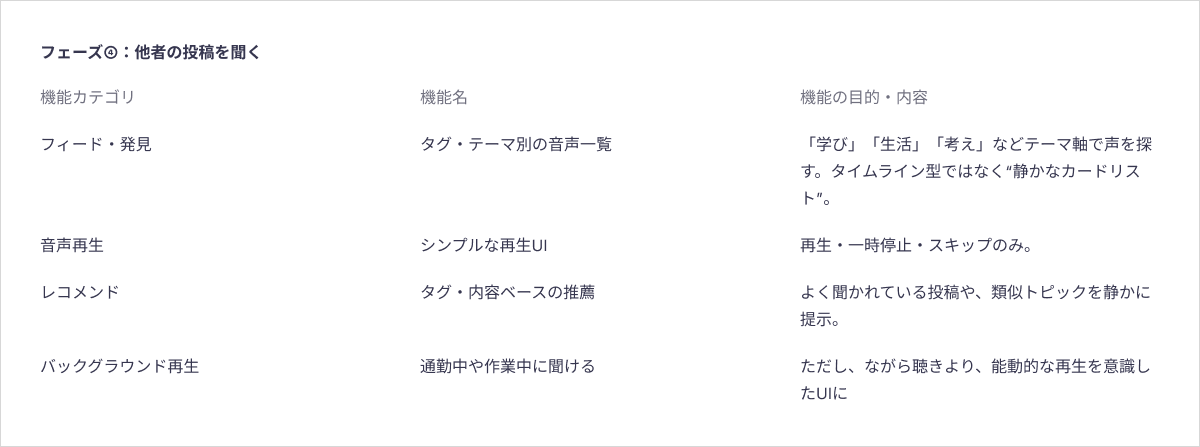 フェーズ④：他者の投稿を聞く
機能カテゴリ	機能名	機能の目的・内容
フィード・発見	タグ・テーマ別の音声一覧	「学び」「生活」「考え」などテーマ軸で声を探
す。タイムライン型ではなく“静かなカードリス
ト”。
音声再生	シンプルな再生UI	再生・一時停止・スキップのみ。
レコメンド	タグ・内容ベースの推薦	よく聞かれている投稿や、類似トピックを静かに
提示。
バックグラウンド再生	通勤中や作業中に聞ける	ただし、ながら聴きより、能動的な再生を意識し
たUIに